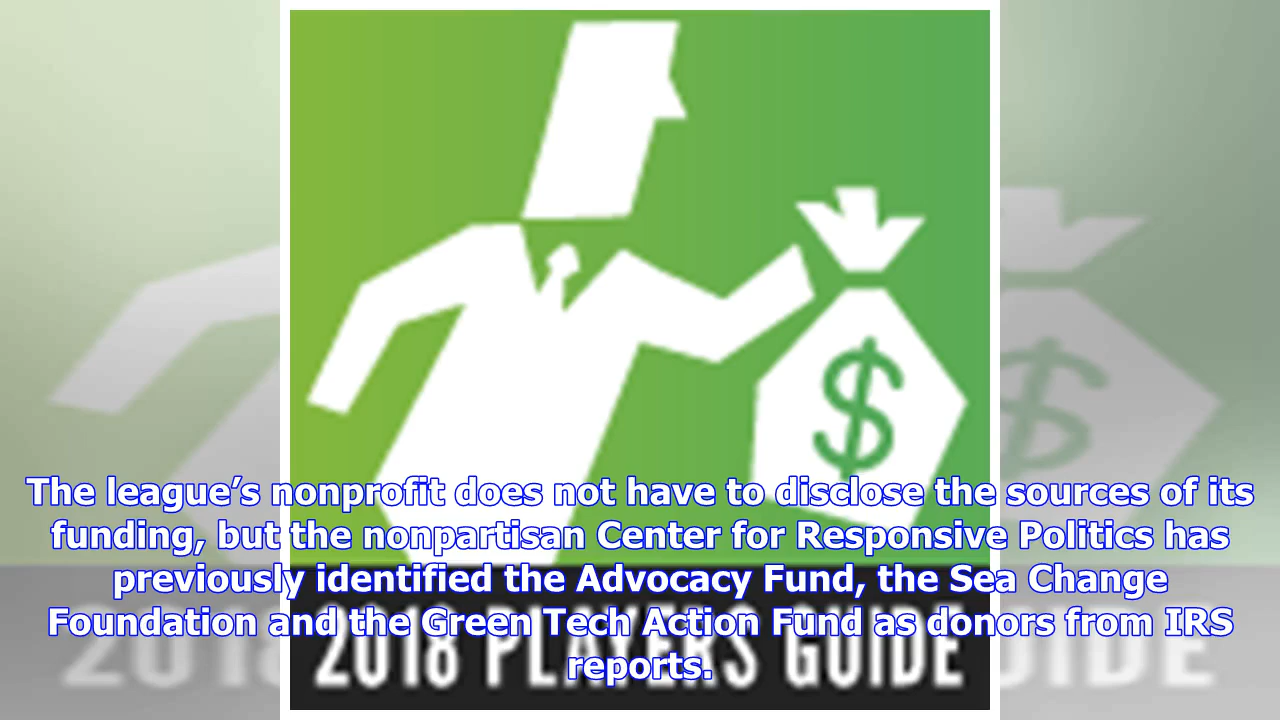 The league’s nonprofit does not have to disclose the sources of its
funding, but the nonpartisan Center for Responsive Politics has
previously identified the Advocacy Fund, the Sea Change
Foundation and the Green Tech Action Fund as donors from IRS
reports.
2018 PLAYERS GUIDE